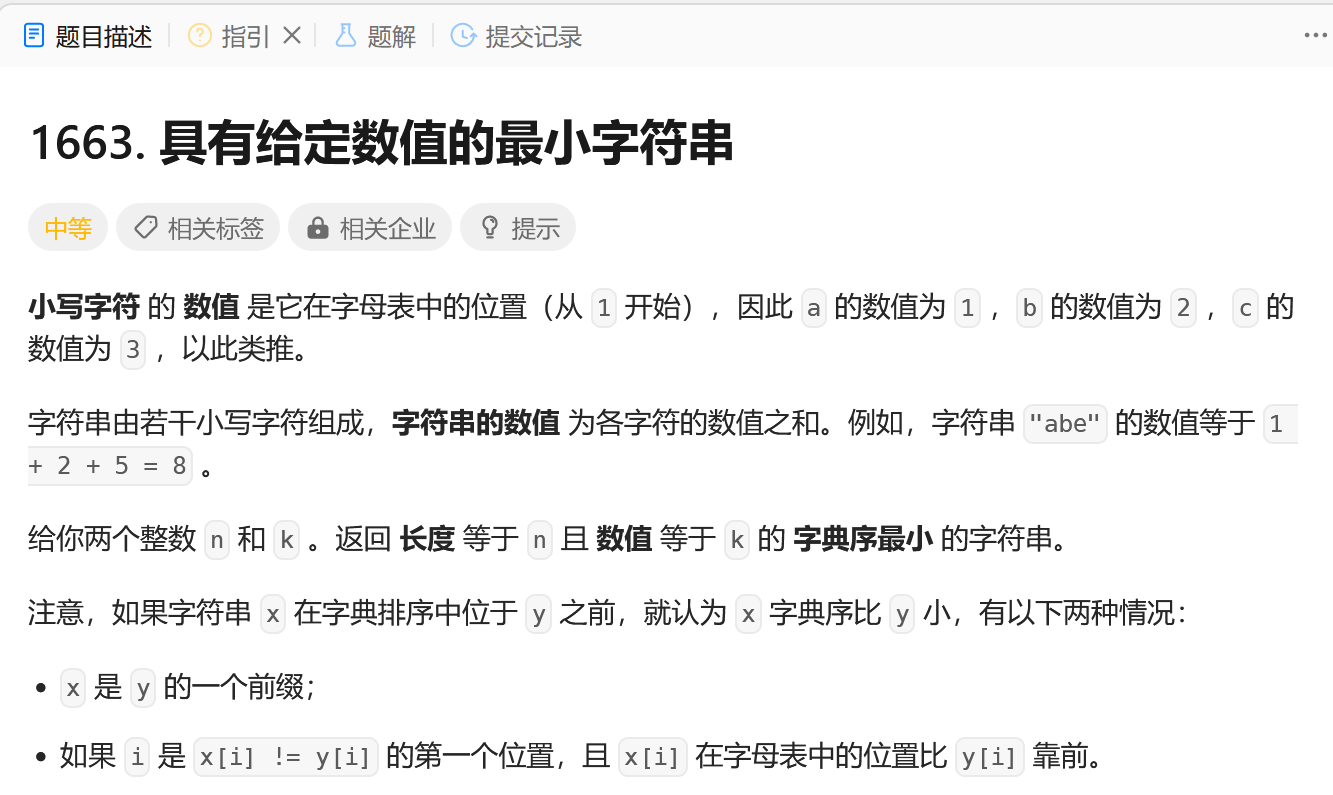 题目描述 指引 题解 提交记录
1663. 具有给定数值的最小字符串
中等 相关标签 相关企业 提示
小写字符 的 数值 是它在字母表中的位置（从 1 开始），因此 a 的数值为 1 ，b 的数值为 2 ，c 的
数值为 3 ，以此类推。
字符串由若干小写字符组成，字符串的数值 为各字符的数值之和。例如，字符串 "abe" 的数值等于 1
+ 2 + 5 = 8 。
给你两个整数 n 和 k 。返回 长度 等于 n 且 数值 等于 k 的 字典序最小 的字符串。
注意，如果字符串 x 在字典排序中位于 y 之前，就认为 x 字典序比 y 小，有以下两种情况：
• x 是 y 的一个前缀；
• 如果 i 是 x[i] != y[i] 的第一个位置，且 x[i] 在字母表中的位置比 y[i] 靠前。